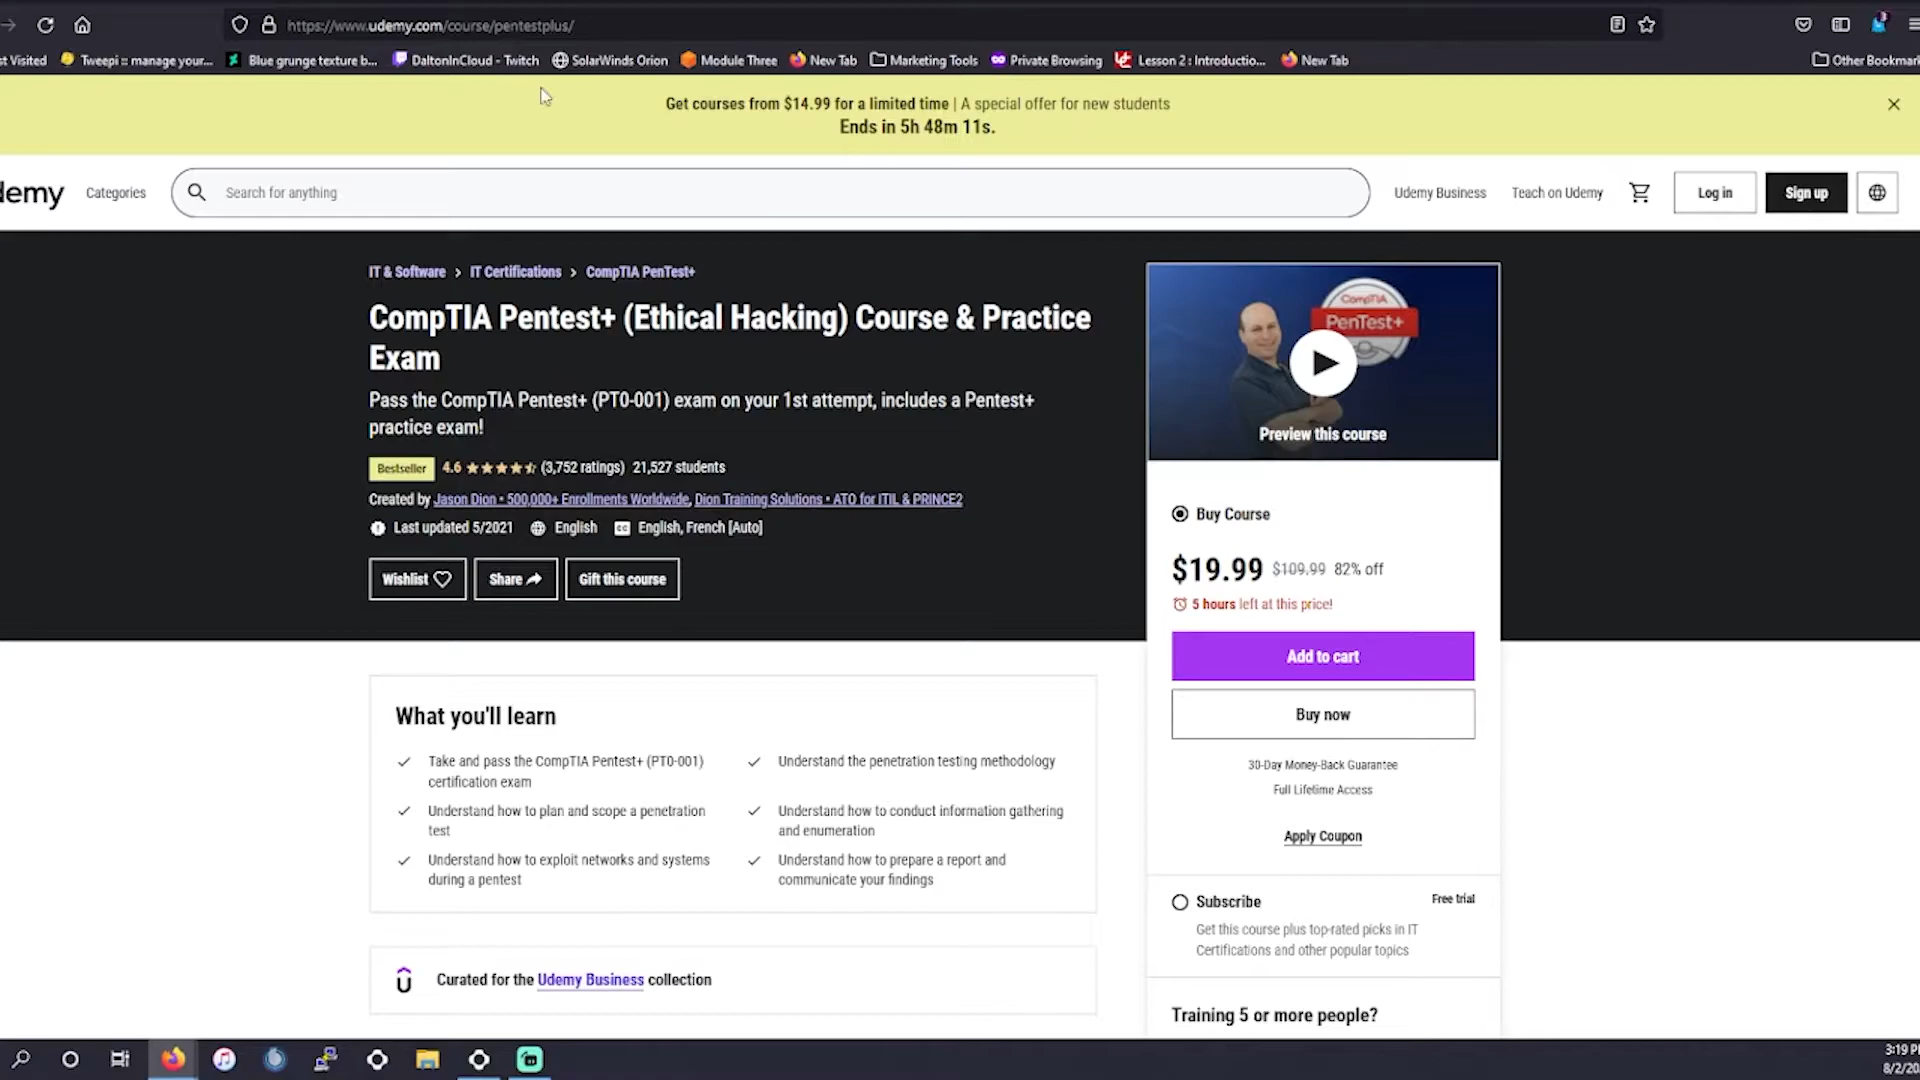 https://www.udemy.com/course/pentestplus/
st Visited Tweepi :: manage your... Blue grunge texture b... DaltonInCloud - Twitch SolarWinds Orion Module Three New Tab Marketing Tools Private Browsing Lesson 2 : Introductio... New Tab Other Bookmark
Get courses from $14.99 for a limited time | A special offer for new students
Ends in 5h 48m 11s.
demy Categories Search for anything Udemy Business Teach on Udemy Log in Sign up
IT & Software > IT Certifications > CompTIA PenTest+
CompTIA Pentest+ (Ethical Hacking) Course & Practice
Exam
Pass the CompTIA Pentest+ (PT0-001) exam on your 1st attempt, includes a Pentest+
practice exam!
Bestseller 4.6 (3,752 ratings) 21,527 students
Created by Jason Dion • 500,000+ Enrollments Worldwide, Dion Training Solutions • ATO for ITIL & PRINCE2
Last updated 5/2021 English CC English, French [Auto]
Wishlist Share Gift this course
CompTIA
PenTest+
Preview this course
Buy Course
$19.99 $109.99 82% off
5 hours left at this price!
Add to cart
Buy now
30-Day Money-Back Guarantee
Full Lifetime Access
Apply Coupon
Subscribe Free trial
Get this course plus top-rated picks in IT
Certifications and other popular topics
Training 5 or more people?
What you'll learn
Take and pass the CompTIA Pentest+ (PT0-001)
certification exam
Understand the penetration testing methodology
Understand how to plan and scope a penetration
test
Understand how to conduct information gathering
and enumeration
Understand how to exploit networks and systems
during a pentest
Understand how to prepare a report and
communicate your findings
Curated for the Udemy Business collection
3:19 P
8/2/20